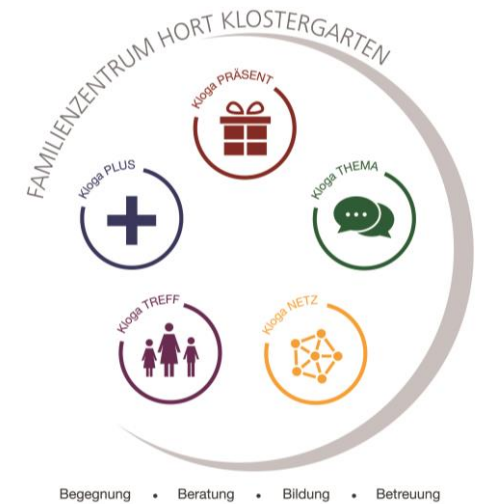 FAMILIENZENTRUM HORT KLOSTERGARTEN
Kloga PRÄSENT
Kloga PLUS
Kloga THEMA
Kloga TREFF
Kloga NETZ
Begegnung • Beratung • Bildung • Betreuung